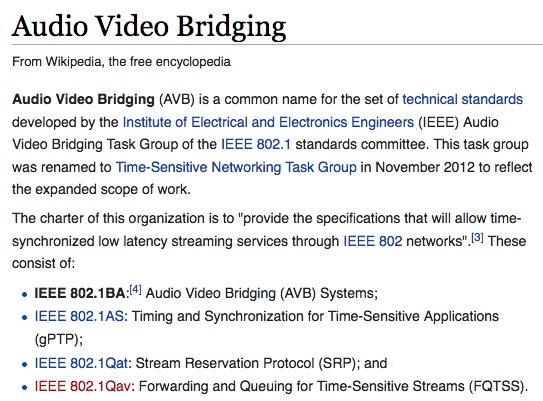 Audio Video Bridging
From Wikipedia, the free encyclopedia
Audio Video Bridging (AVB) is a common name for the set of technical standards
developed by the Institute of Electrical and Electronics Engineers (IEEE) Audio
Video Bridging Task Group of the IEEE 802.1 standards committee. This task group
was renamed to Time-Sensitive Networking Task Group in November 2012 to reflect
the expanded scope of work.
The charter of this organization is to "provide the specifications that will allow time-
synchronized low latency streaming services through IEEE 802 networks".[3] These
consist of:
• IEEE 802.1BA:[4] Audio Video Bridging (AVB) Systems;
• IEEE 802.1AS: Timing and Synchronization for Time-Sensitive Applications
(gPTP);
• IEEE 802.1Qat: Stream Reservation Protocol (SRP); and
• IEEE 802.1Qav: Forwarding and Queuing for Time-Sensitive Streams (FQTSS).